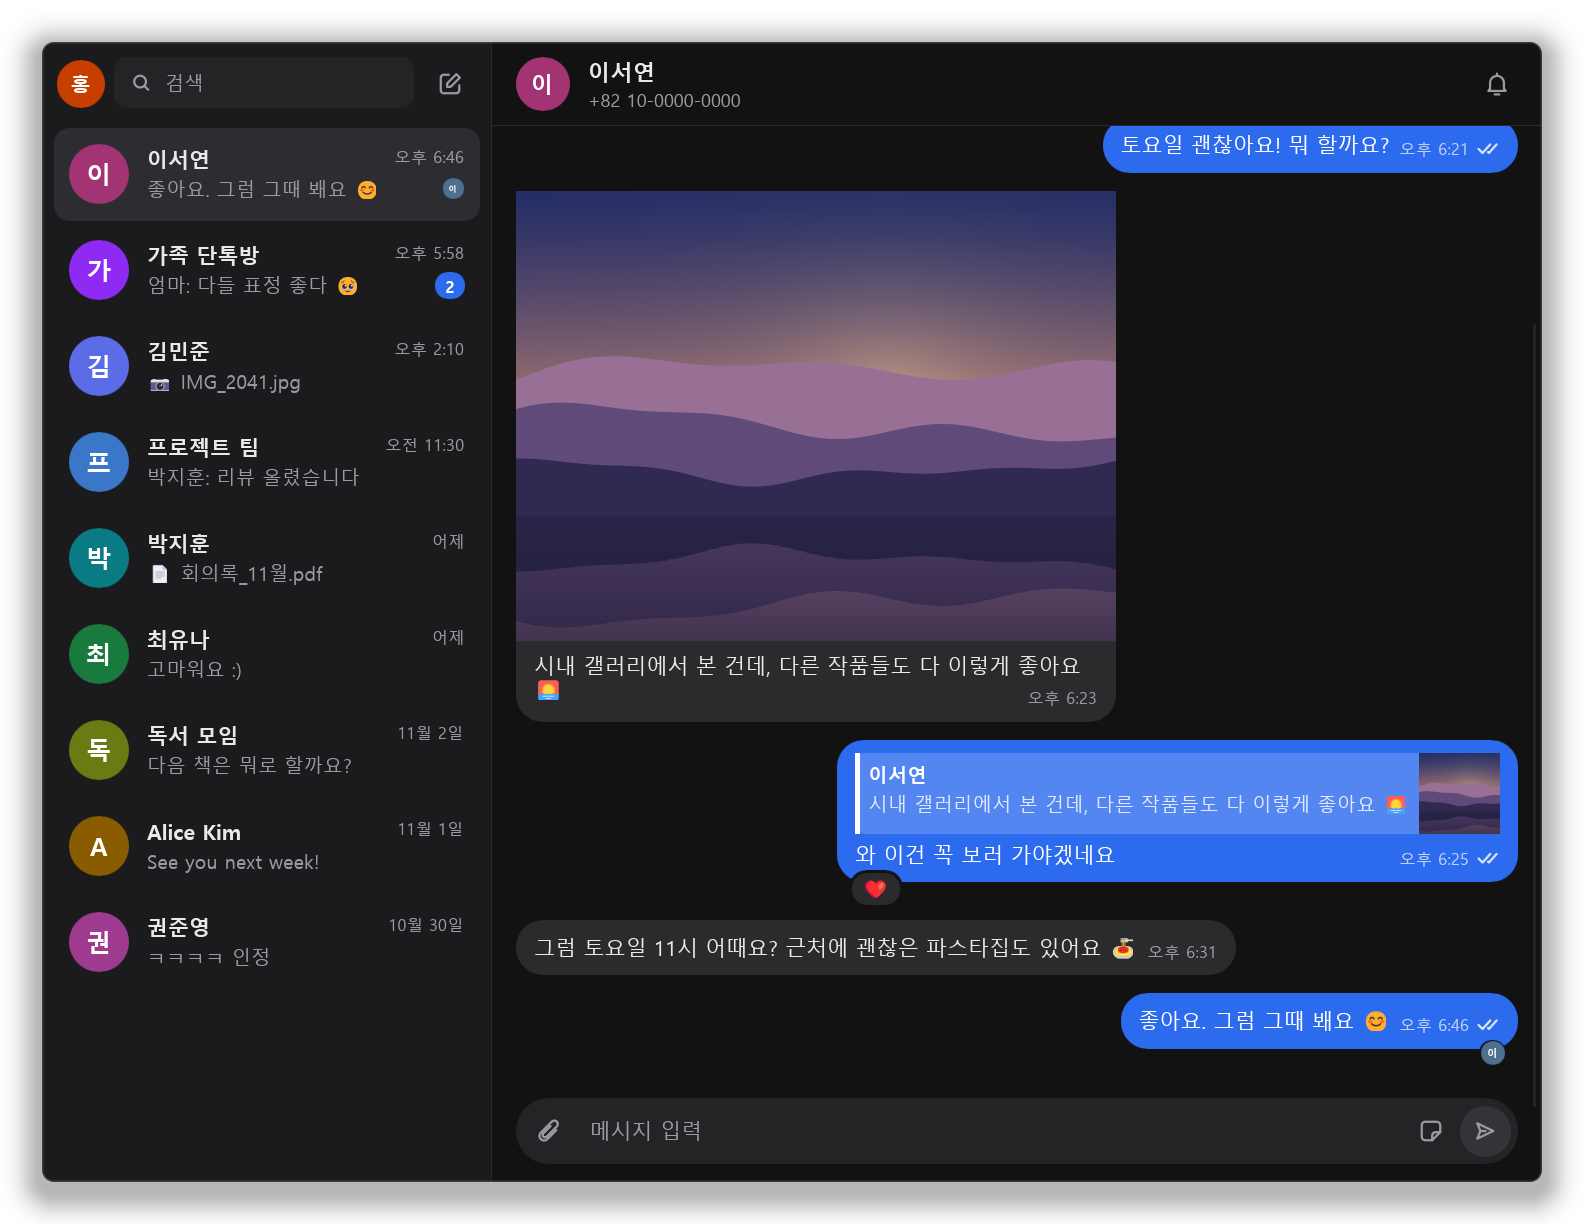 홍
검색
이
이서연
오후 6:46
좋아요. 그럼 그때 봬요 😊
이
가
가족 단톡방
오후 5:58
엄마: 다들 표정 좋다 🥺
2
김
김민준
오후 2:10
📷 IMG_2041.jpg
프
프로젝트 팀
오전 11:30
박지훈: 리뷰 올렸습니다
박
박지훈
어제
📄 회의록_11월.pdf
최
최유나
어제
고마워요 :)
독
독서 모임
11월 2일
다음 책은 뭐로 할까요?
A
Alice Kim
11월 1일
See you next week!
권
권준영
10월 30일
ㅋㅋㅋㅋ 인정
이
이서연
+82 10-0000-0000
토요일 괜찮아요! 뭐 할까요? 오후 6:21
시내 갤러리에서 본 건데, 다른 작품들도 다 이렇게 좋아요
🌅 오후 6:23
이서연
시내 갤러리에서 본 건데, 다른 작품들도 다 이렇게 좋아요 🌅
와 이건 꼭 보러 가야겠네요 오후 6:25
❤️
그럼 토요일 11시 어때요? 근처에 괜찮은 파스타집도 있어요 🍝 오후 6:31
좋아요. 그럼 그때 봬요 😊 오후 6:46
이
메시지 입력